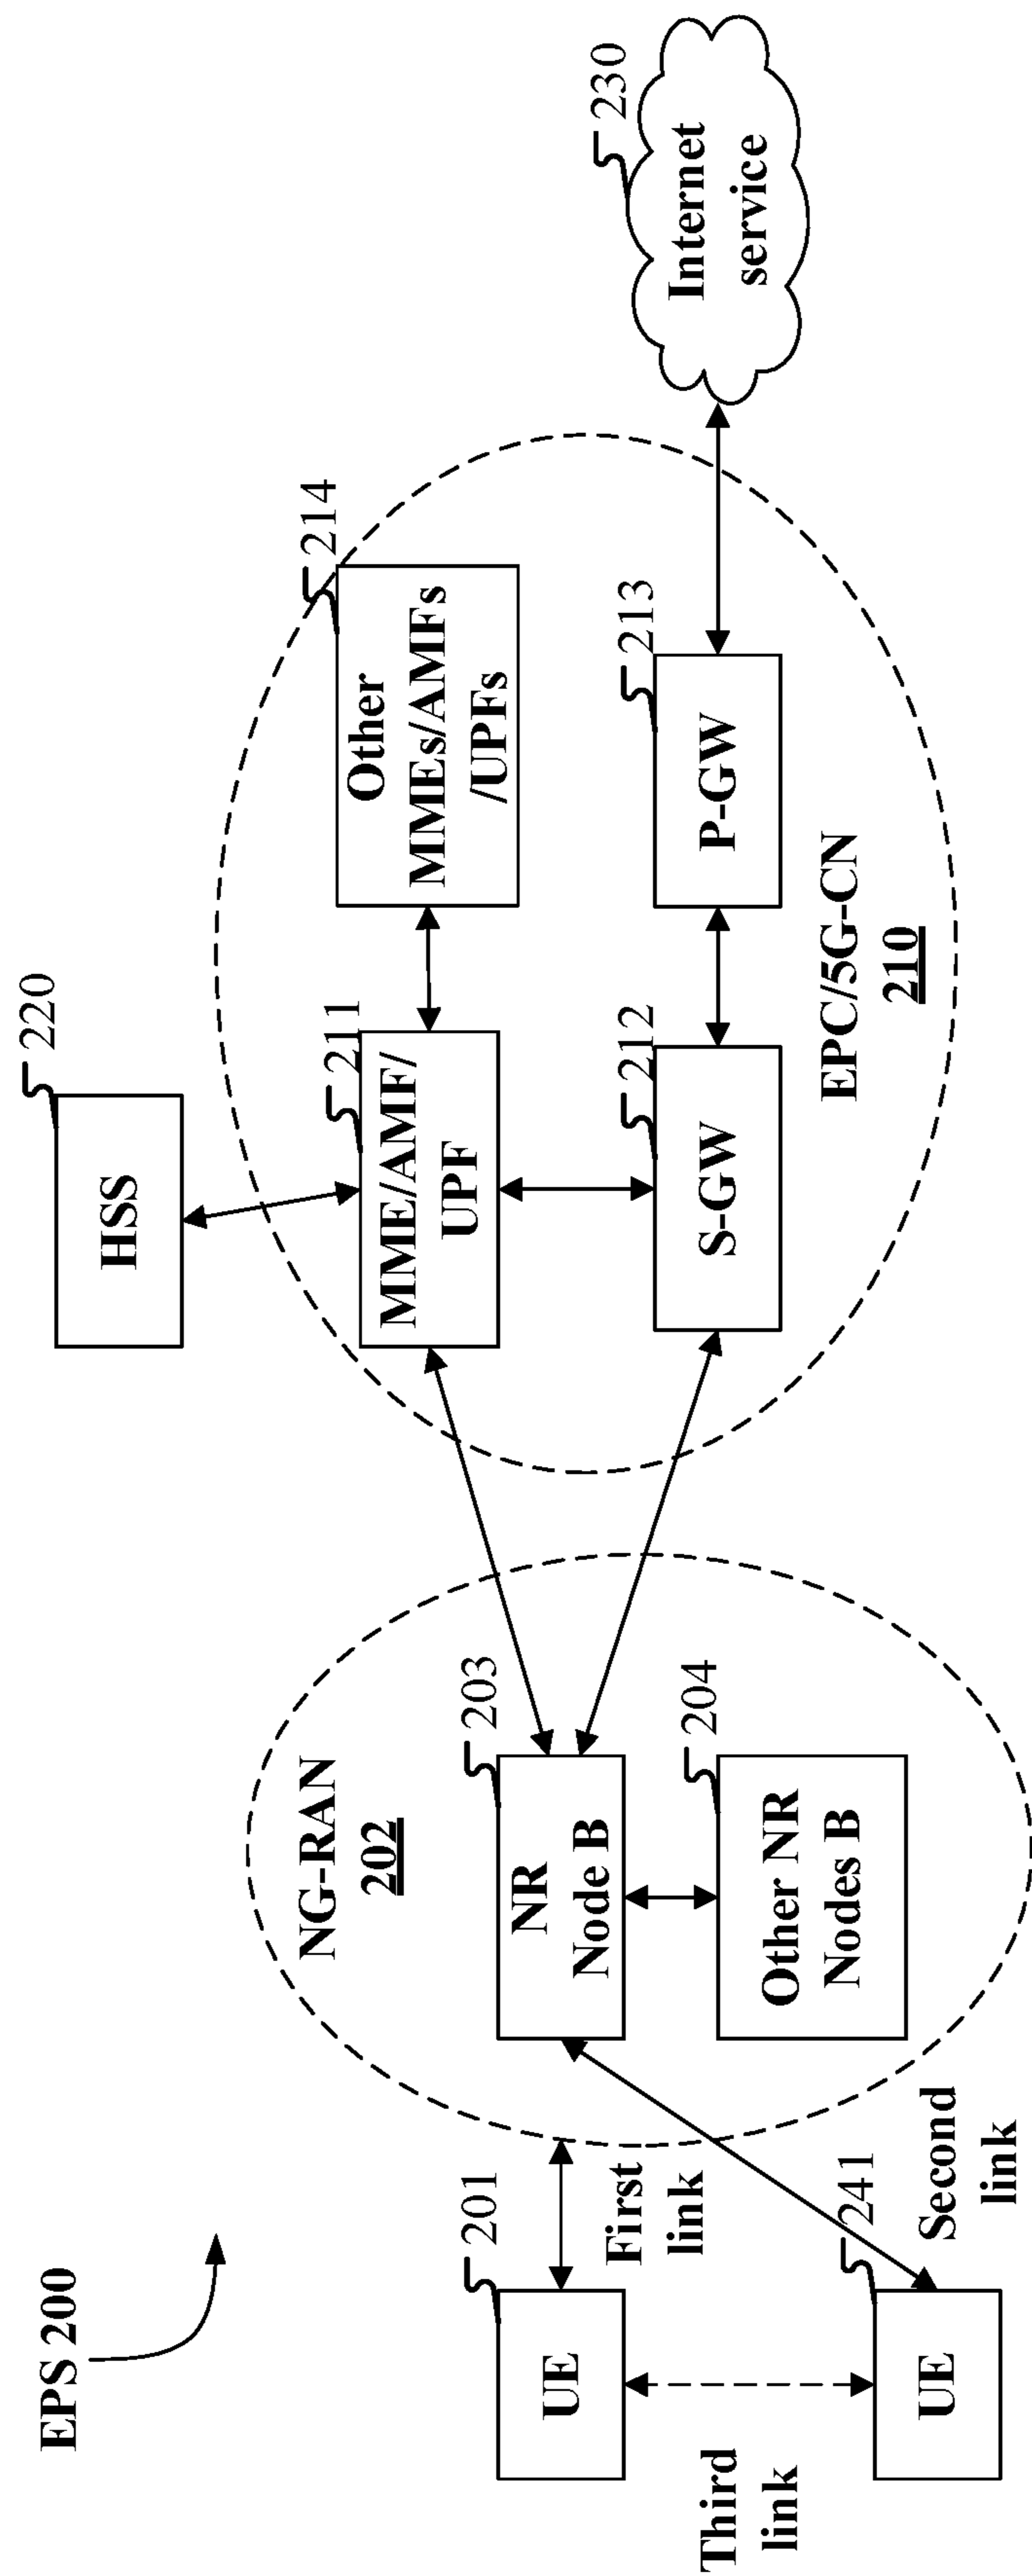 EPS 200
HSS
220
NG-RAN
202
MME/AMF/
UPF
211
Other
MMEs/AMFs
/UPFs
214
UE
201
First
link
NR
Node B
203
Other NR
Nodes B
204
S-GW
212
P-GW
213
Internet
service
230
EPC/5G-CN
210
Third
link
UE
241
Second
link